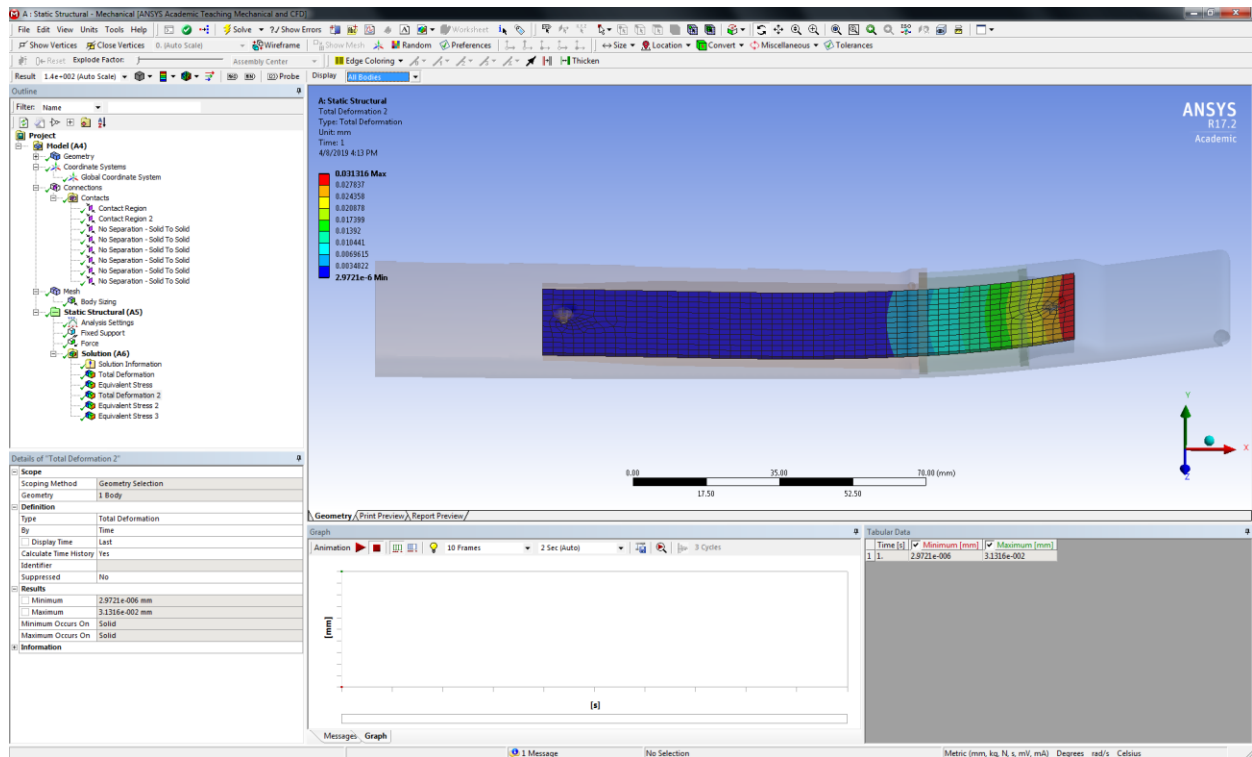 A : Static Structural - Mechanical [ANSYS Academic Teaching Mechanical and CFD]
File Edit View Units Tools Help Solve ?/ Show Errors Worksheet
Show Vertices Close Vertices 0. (Auto Scale) Wireframe Show Mesh Random Preferences Size Location Convert Miscellaneous Tolerances
Reset Explode Factor: Assembly Center Edge Coloring Thicken
Result 1.4e+002 (Auto Scale) Probe Display All Bodies
Outline
Filter: Name
Project
Model (A4)
Geometry
Coordinate Systems
Global Coordinate System
Connections
Contacts
Contact Region
Contact Region 2
No Separation - Solid To Solid
No Separation - Solid To Solid
No Separation - Solid To Solid
No Separation - Solid To Solid
No Separation - Solid To Solid
No Separation - Solid To Solid
Mesh
Body Sizing
Static Structural (A5)
Analysis Settings
Fixed Support
Force
Solution (A6)
Solution Information
Total Deformation
Equivalent Stress
Total Deformation 2
Equivalent Stress 2
Equivalent Stress 3
Details of "Total Deformation 2"
Scope
Scoping Method Geometry Selection
Geometry 1 Body
Definition
Type Total Deformation
By Time
Display Time Last
Calculate Time History Yes
Identifier
Suppressed No
Results
Minimum 2.9721e-006 mm
Maximum 3.1316e-002 mm
Minimum Occurs On Solid
Maximum Occurs On Solid
Information
A: Static Structural
Total Deformation 2
Type: Total Deformation
Unit: mm
Time: 1
4/8/2019 4:13 PM
0.031316 Max
0.027837
0.024358
0.020878
0.017399
0.01392
0.010441
0.0069615
0.0034822
2.9721e-6 Min
ANSYS
R17.2
Academic
Y
X
Z
0.00 35.00 70.00 (mm)
17.50 52.50
Geometry Print Preview Report Preview
Graph
Animation 10 Frames 2 Sec (Auto) 3 Cycles
[mm]
[s]
Messages Graph
Tabular Data
Time [s] Minimum [mm] Maximum [mm]
1 1. 2.9721e-006 3.1316e-002
1 Message No Selection Metric (mm, kg, N, s, mV, mA) Degrees rad/s Celsius